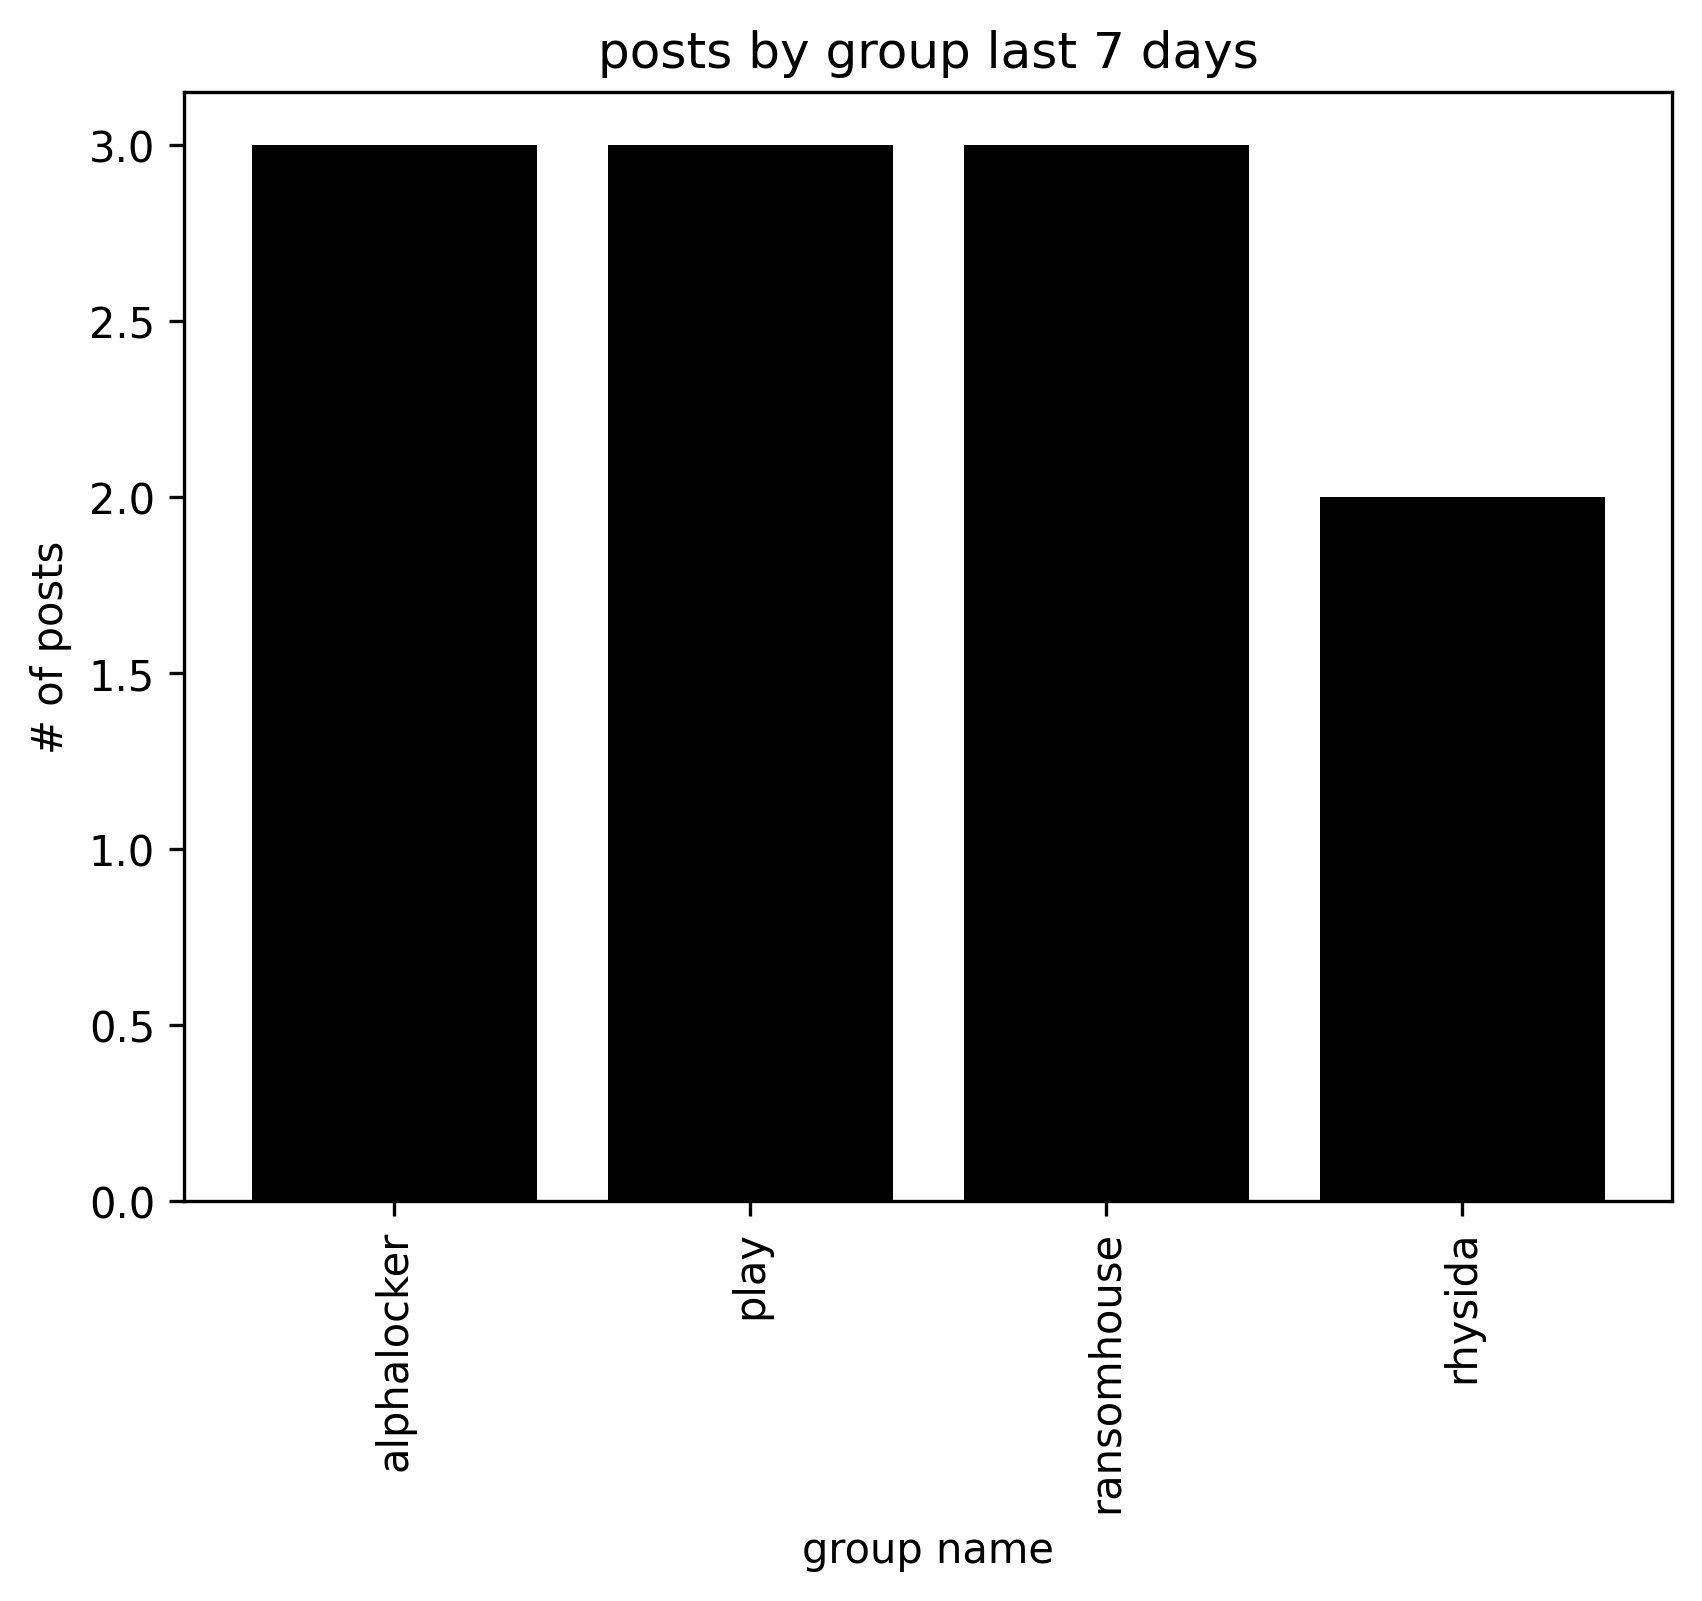 posts by group last 7 days
# of posts
3.0
2.5
2.0
1.5
1.0
0.5
0.0
alphalocker
play
ransomhouse
rhysida
group name